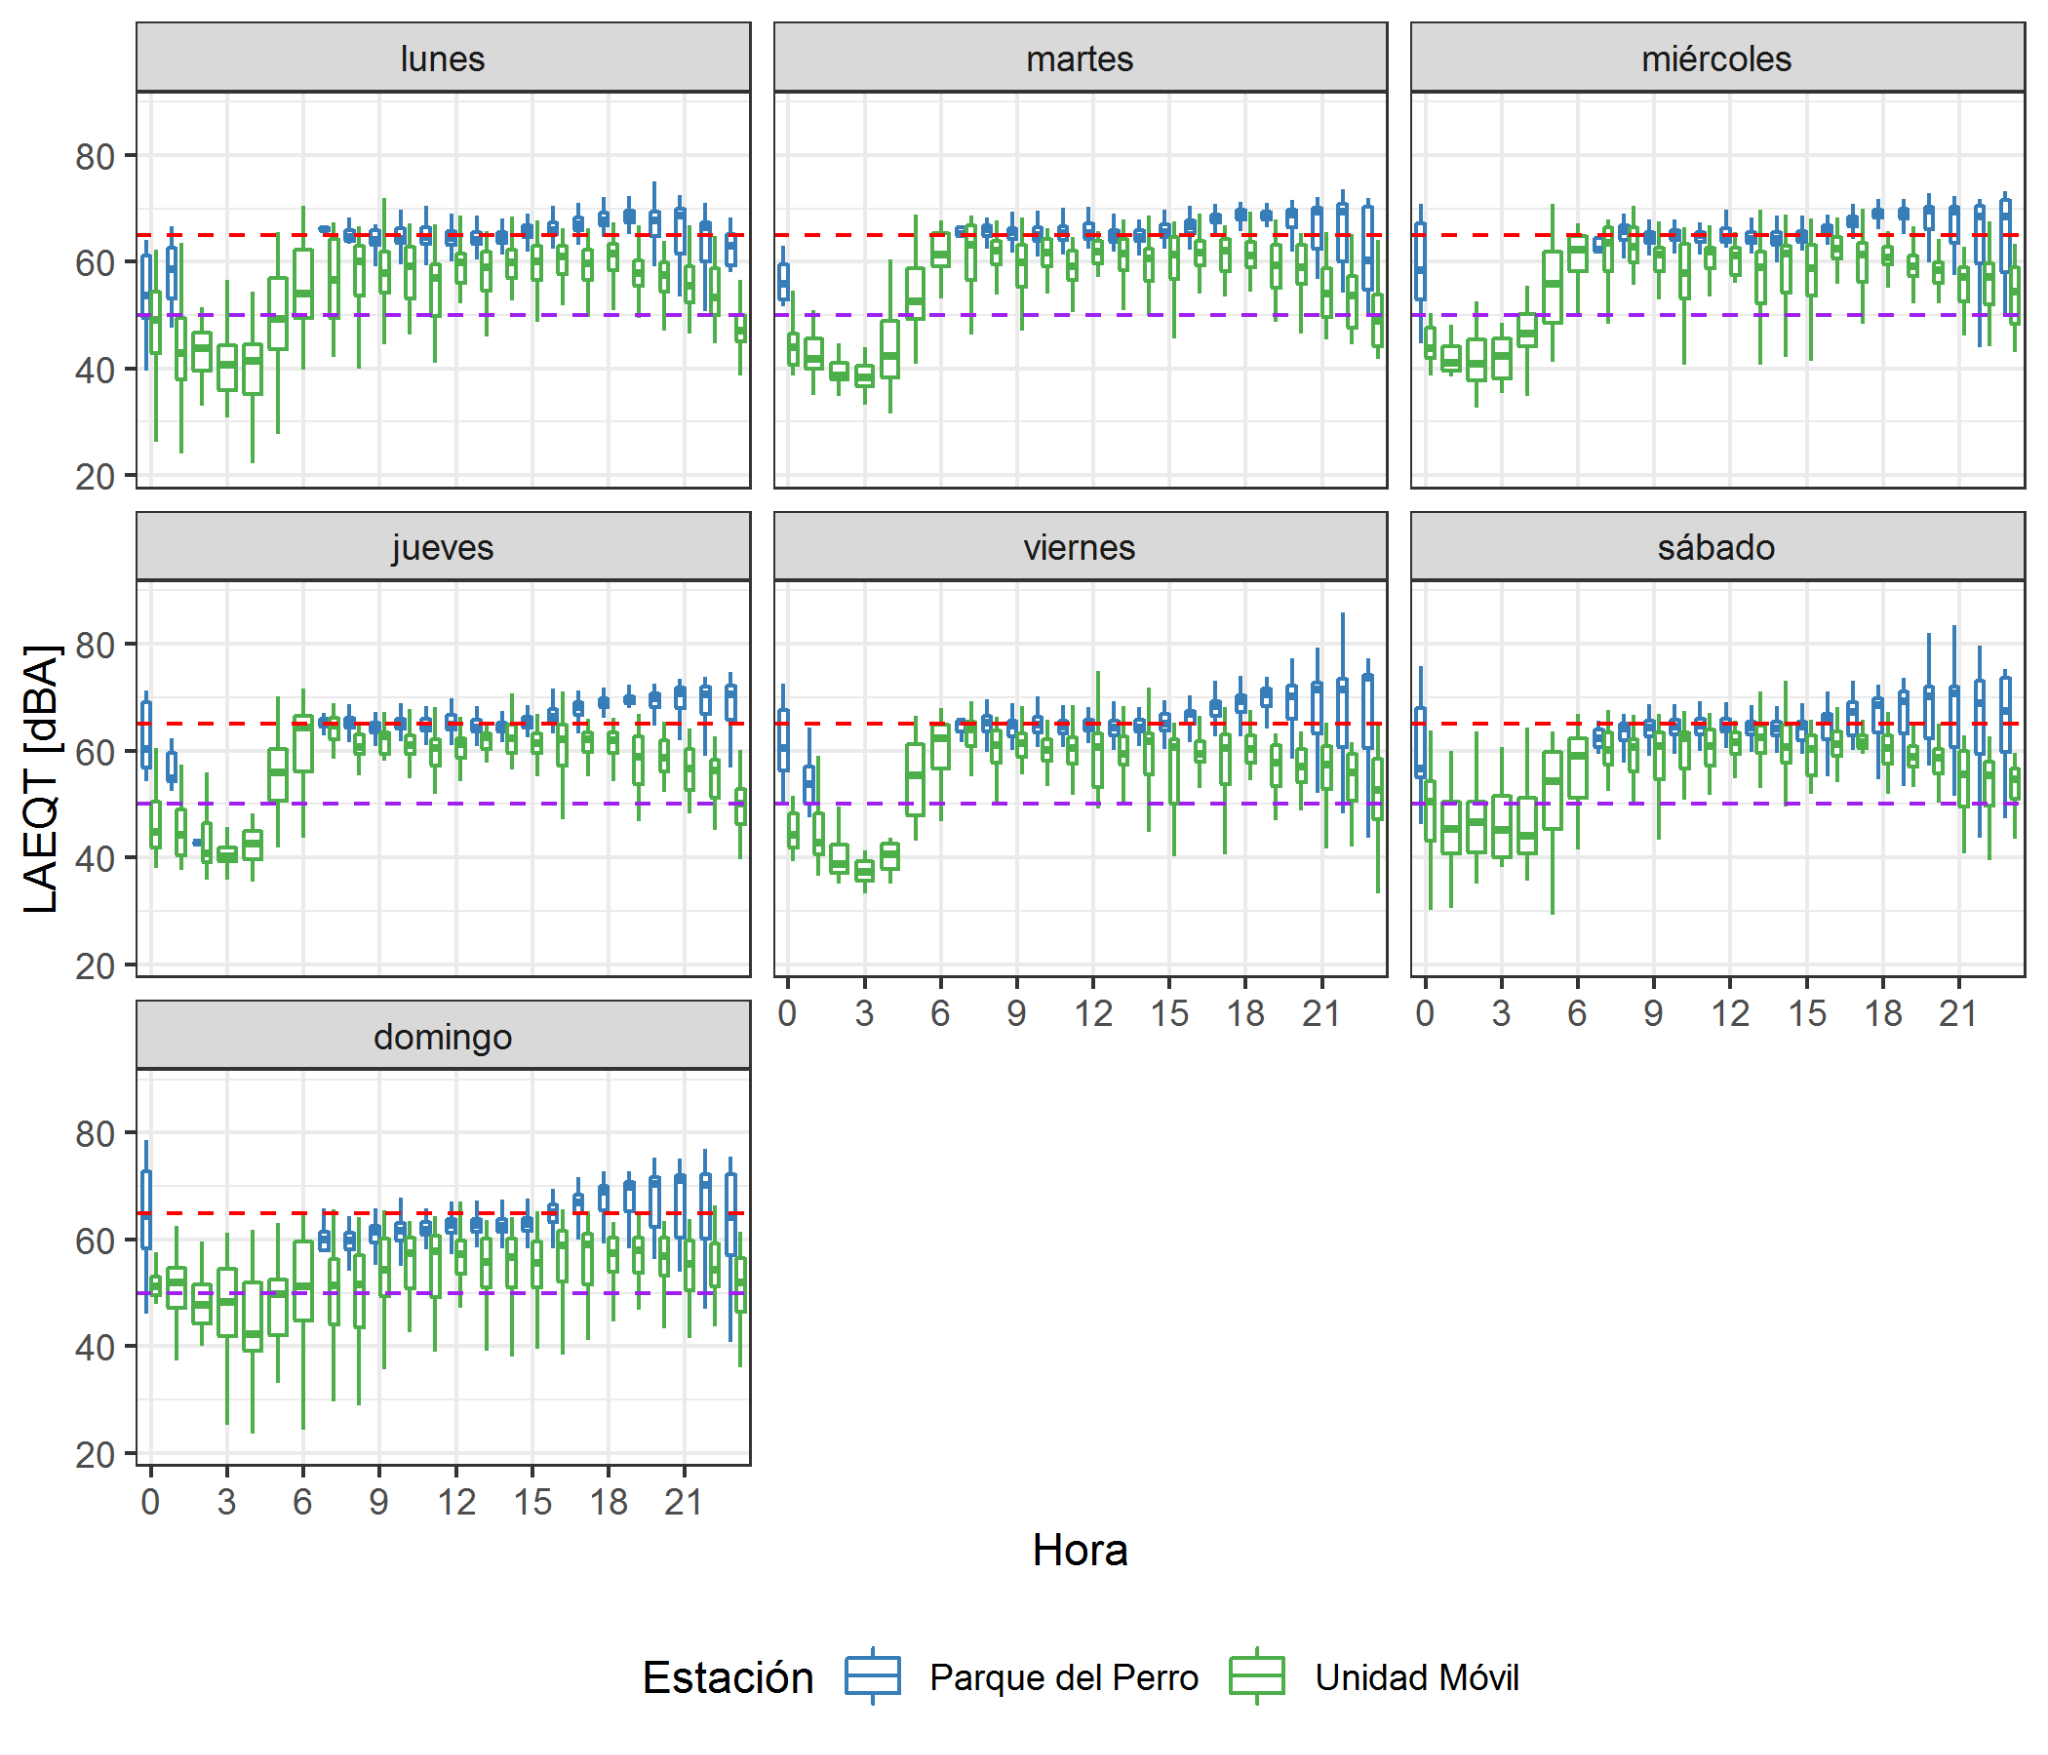 lunes martes miércoles
80
60
40
20
jueves viernes sábado
80
60
40
20
0 3 6 9 12 15 18 21 0 3 6 9 12 15 18 21
LAEQT [dBA]
domingo
80
60
40
20
0 3 6 9 12 15 18 21
Hora
Estación Parque del Perro Unidad Móvil